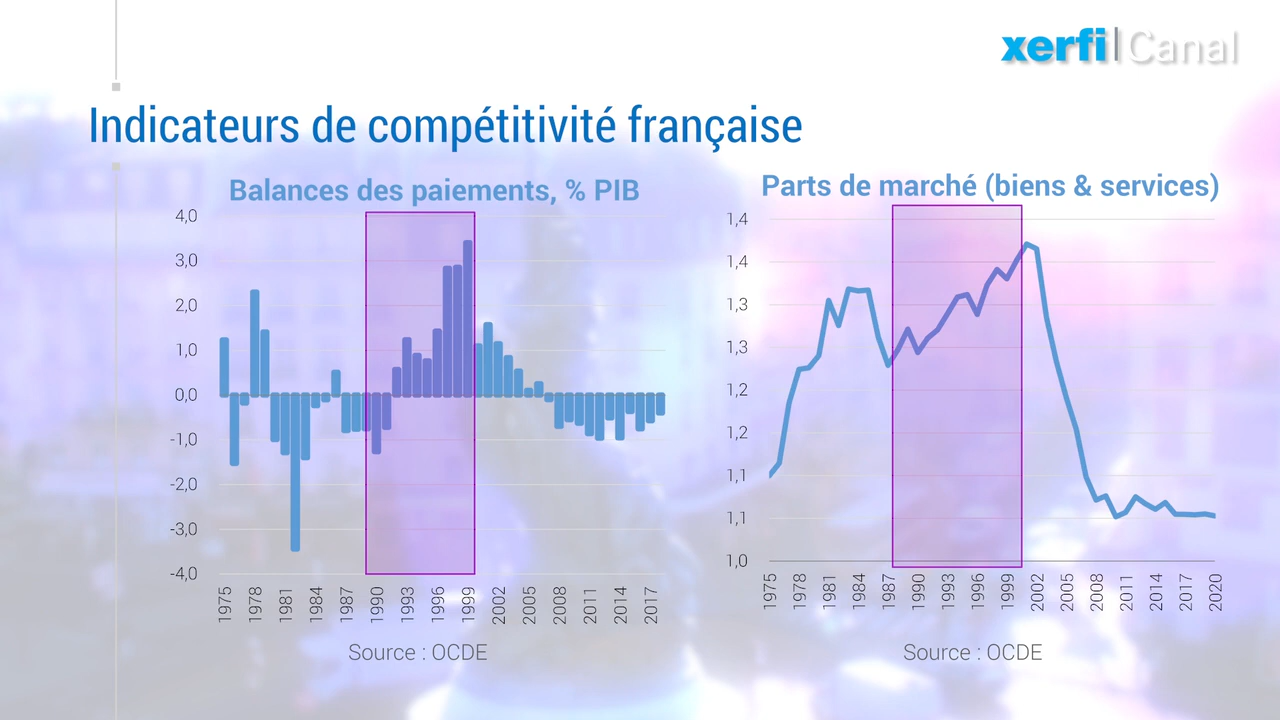 xerfi | Canal
Indicateurs de compétitivité française
Balances des paiements, % PIB
4,0
3,0
2,0
1,0
0,0
-1,0
-2,0
-3,0
-4,0
1975 1978 1981 1984 1987 1990 1993 1996 1999 2002 2005 2008 2011 2014 2017
Source : OCDE
Parts de marché (biens & services)
1,4
1,4
1,3
1,3
1,2
1,2
1,1
1,1
1,0
1975 1978 1981 1984 1987 1990 1993 1996 1999 2002 2005 2008 2011 2014 2017 2020
Source : OCDE